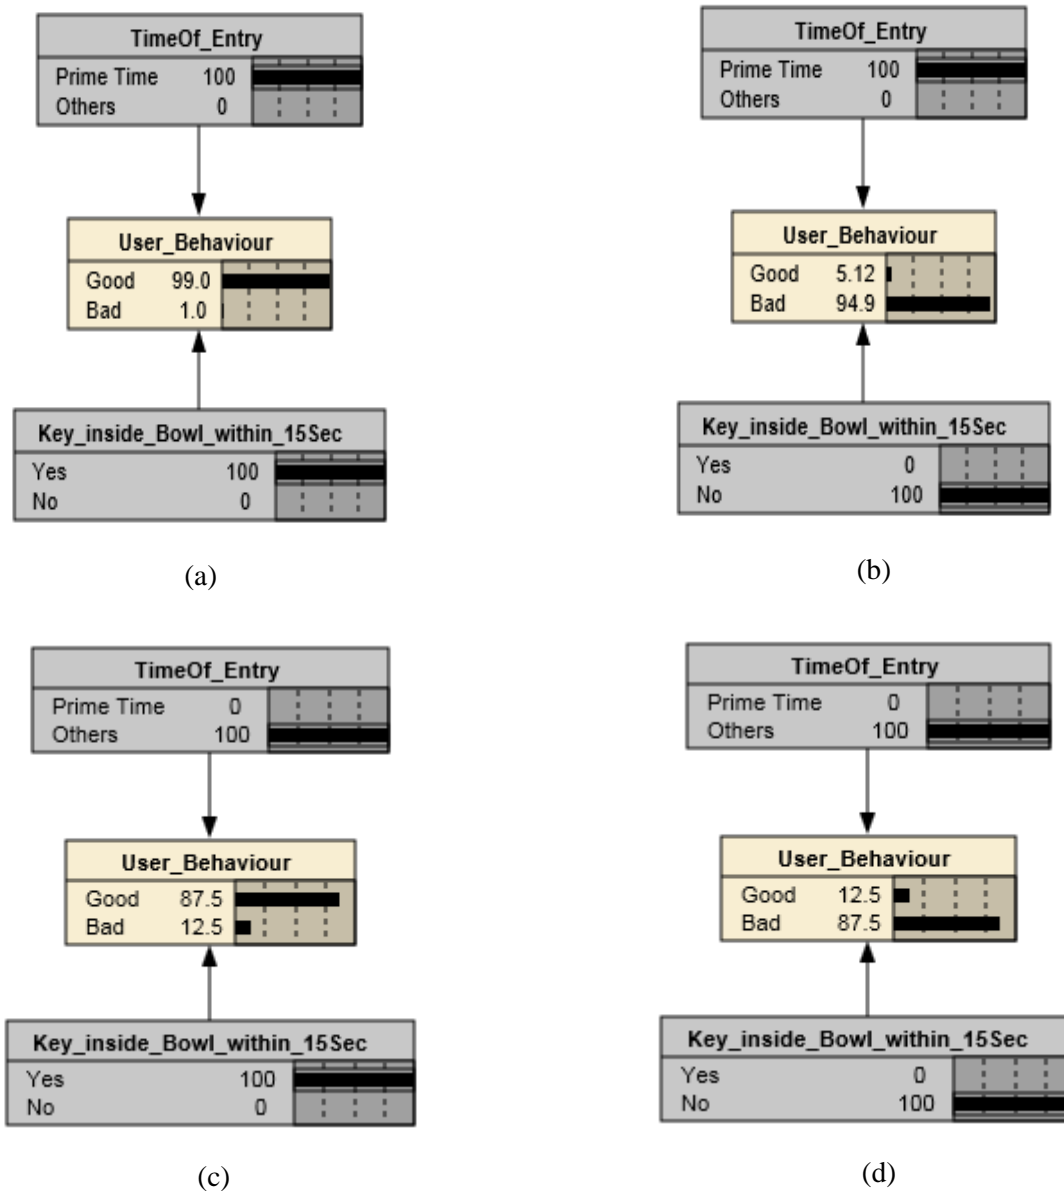 TimeOf_Entry
Prime Time 100
Others 0
User_Behaviour
Good 99.0
Bad 1.0
Key_inside_Bowl_within_15Sec
Yes 100
No 0
(a)
TimeOf_Entry
Prime Time 100
Others 0
User_Behaviour
Good 5.12
Bad 94.9
Key_inside_Bowl_within_15Sec
Yes 0
No 100
(b)
TimeOf_Entry
Prime Time 0
Others 100
User_Behaviour
Good 87.5
Bad 12.5
Key_inside_Bowl_within_15Sec
Yes 100
No 0
(c)
TimeOf_Entry
Prime Time 0
Others 100
User_Behaviour
Good 12.5
Bad 87.5
Key_inside_Bowl_within_15Sec
Yes 0
No 100
(d)